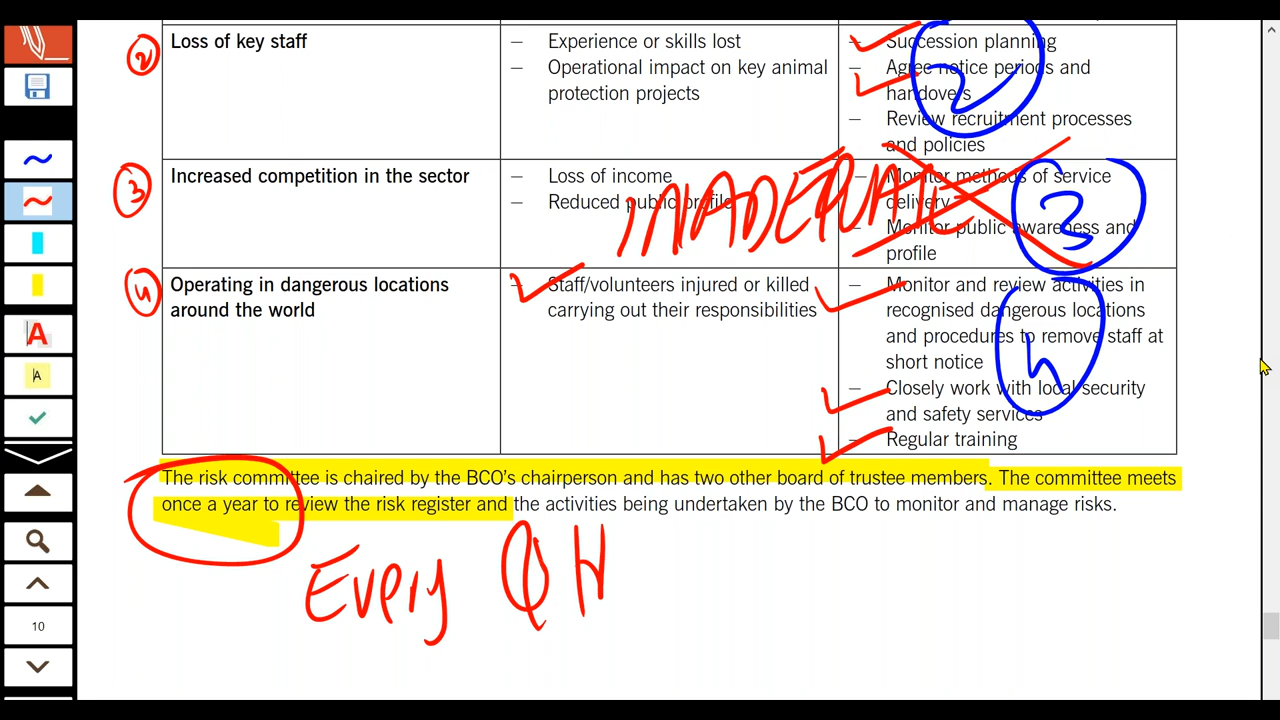 2
Loss of key staff
– Experience or skills lost
– Operational impact on key animal
protection projects
– Succession planning
– Agree notice periods and
handovers
– Review recruitment processes
and policies
2
3
Increased competition in the sector
– Loss of income
– Reduced public profile
INADEQUATE
– Monitor methods of service
delivery
– Monitor public awareness and
profile
3
4
Operating in dangerous locations
around the world
– Staff/volunteers injured or killed
carrying out their responsibilities
– Monitor and review activities in
recognised dangerous locations
and procedures to remove staff at
short notice
– Closely work with local security
and safety services
– Regular training
4
The risk committee is chaired by the BCO's chairperson and has two other board of trustee members. The committee meets
once a year to review the risk register and the activities being undertaken by the BCO to monitor and manage risks.
Every Q
A
A
10